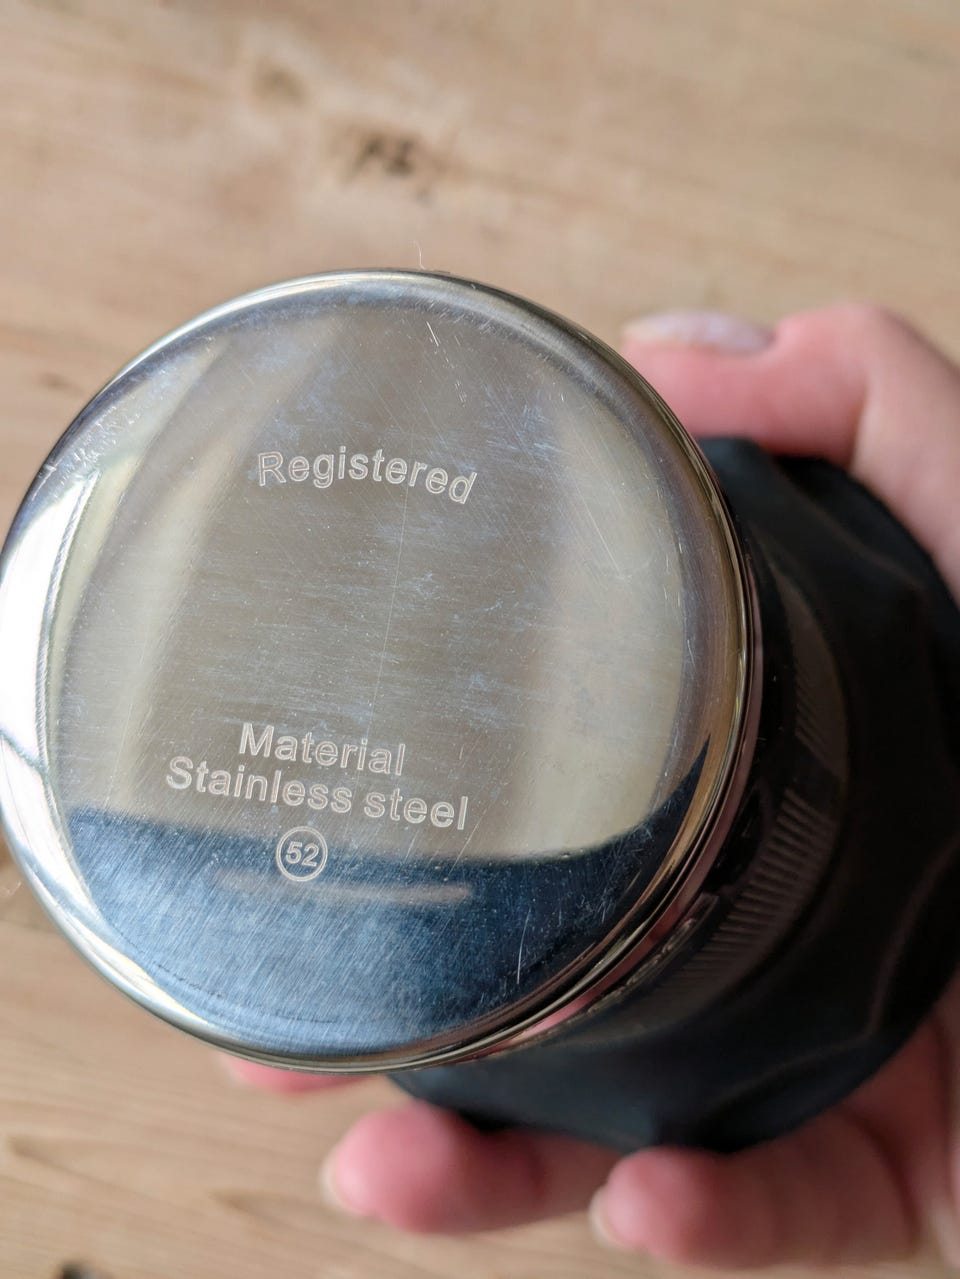 Registered
Material
Stainless steel
52